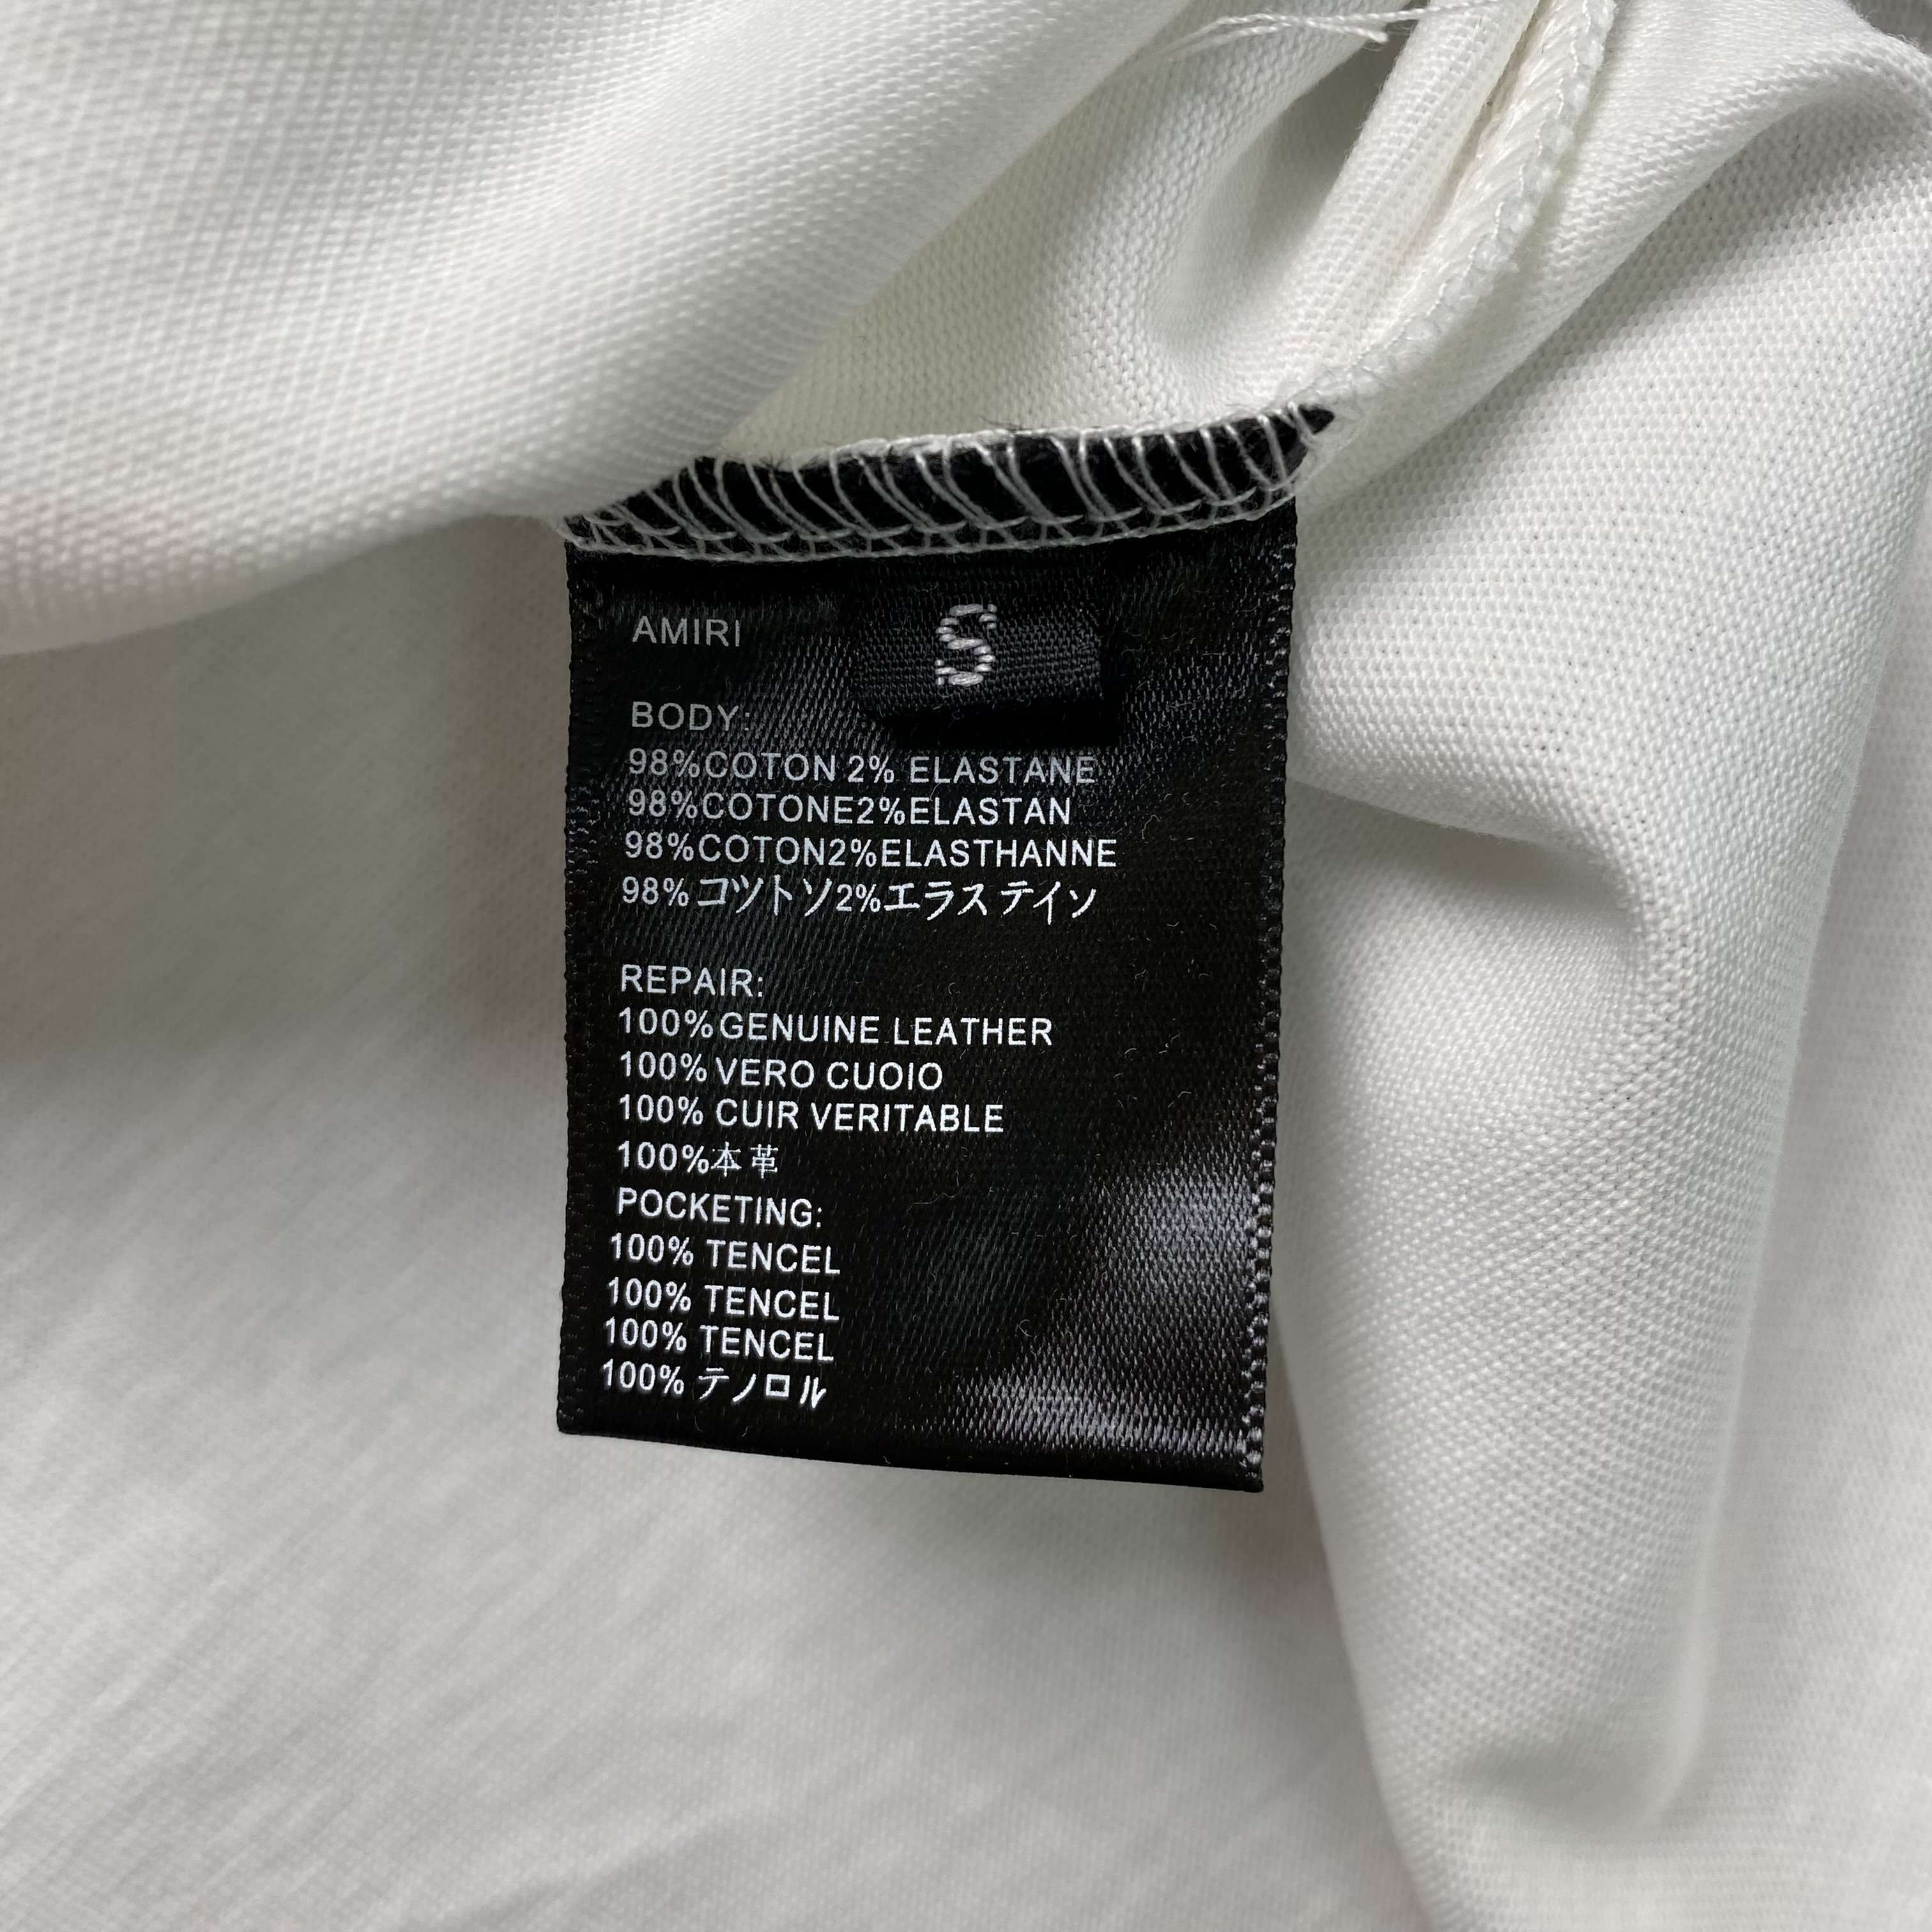 AMIRI
S
BODY:
98%COTON 2% ELASTANE
98%COTONE2%ELASTAN
98%COTON2%ELASTHANNE
98%コツトソ2%エラステイソ
REPAIR:
100%GENUINE LEATHER
100% VERO CUOIO
100% CUIR VERITABLE
100%本革
POCKETING:
100% TENCEL
100% TENCEL
100% TENCEL
100% テノロル